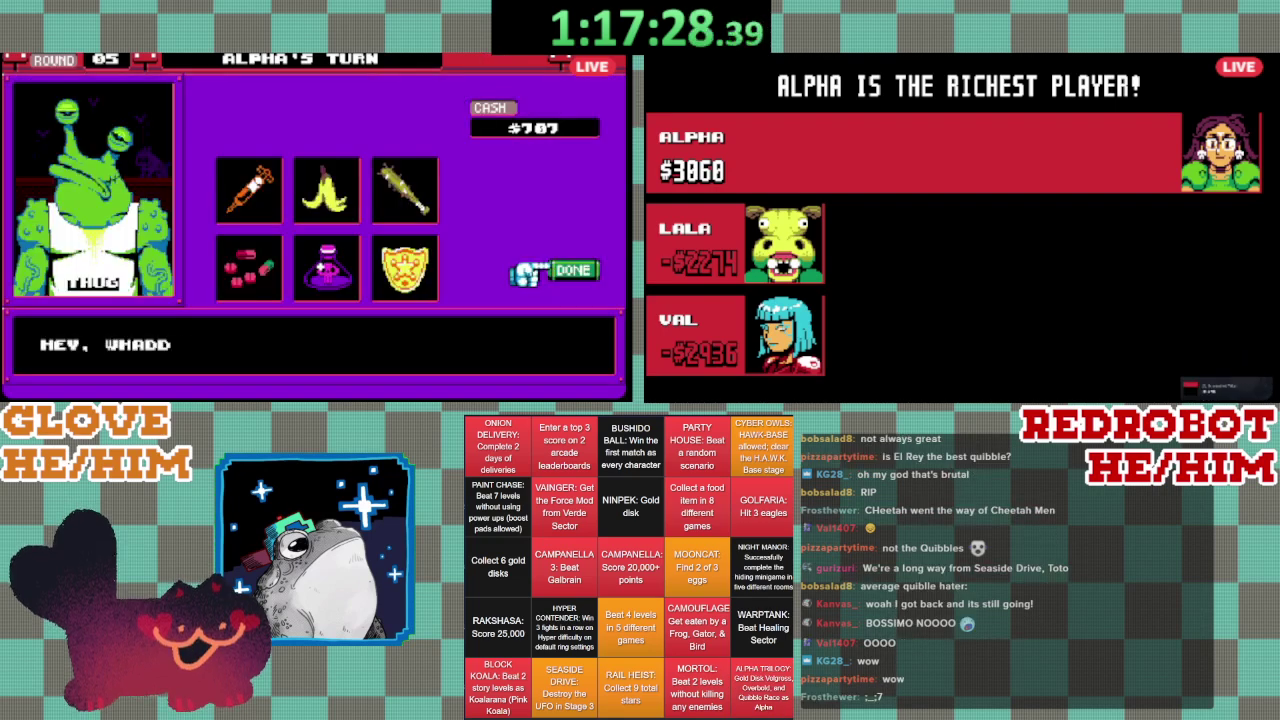 1:17:28.39
ROUND 05
ALPHA'S TURN
LIVE
CASH
$707
THUG
DONE
HEY, WHADD
LIVE
ALPHA IS THE RICHEST PLAYER!
ALPHA
$3060
LALA
-$2274
VAL
-$2436
GLOVE
HE/HIM
ONION
DELIVERY:
Complete 2
days of
deliveries
Enter a top 3
score on 2
arcade
leaderboards
BUSHIDO
BALL: Win the
first match as
every character
PARTY
HOUSE: Beat
a random
scenario
CYBER OWLS:
HAWK-BASE
allowed; clear
the H.A.W.K.
Base stage
PAINT CHASE:
Beat 7 levels
without using
power ups (boost
pads allowed)
VAINGER: Get
the Force Mod
from Verde
Sector
NINPEK: Gold
disk
Collect a food
item in 8
different
games
GOLFARIA:
Hit 3 eagles
Collect 6 gold
disks
CAMPANELLA
3: Beat
Galbrain
CAMPANELLA:
Score 20,000+
points
MOONCAT:
Find 2 of 3
eggs
NIGHT MANOR:
Successfully
complete the
hiding minigame in
five different rooms
RAKSHASA:
Score 25,000
HYPER
CONTENDER: Win
3 fights in a row on
Hyper difficulty on
default ring settings
Beat 4 levels
in 5 different
games
CAMOUFLAGE
Get eaten by a
Frog, Gator, &
Bird
WARPTANK:
Beat Healing
Sector
BLOCK
KOALA: Beat 2
story levels as
Koalarana (Pink
Koala)
SEASIDE
DRIVE:
Destroy the
UFO in Stage 3
RAIL HEIST:
Collect 9 total
stars
MORTOL: Beat 2 levels
without killing
any enemies
ALPHA TRILOGY:
Gold Disk Volgross,
Overbold, and
Quibble Race as
Alpha
REDROBOT
HE/HIM
bobsalad8: not always great
pizzapartytime: is El Rey the best quibble?
KG28_: oh my god that's brutal
bobsalad8: RIP
Frosthewer: CHeetah went the way of Cheetah Men
Val1407:
pizzapartytime: not the Quibbles
gurizuri: We're a long way from Seaside Drive, Toto
bobsalad8: average quiblle hater:
Kanvas_: woah I got back and its still going!
Kanvas_: BOSSIMO NOOOO
Val1407: OOOO
KG28_: wow
pizzapartytime: wow
Frosthewer: ;_;7